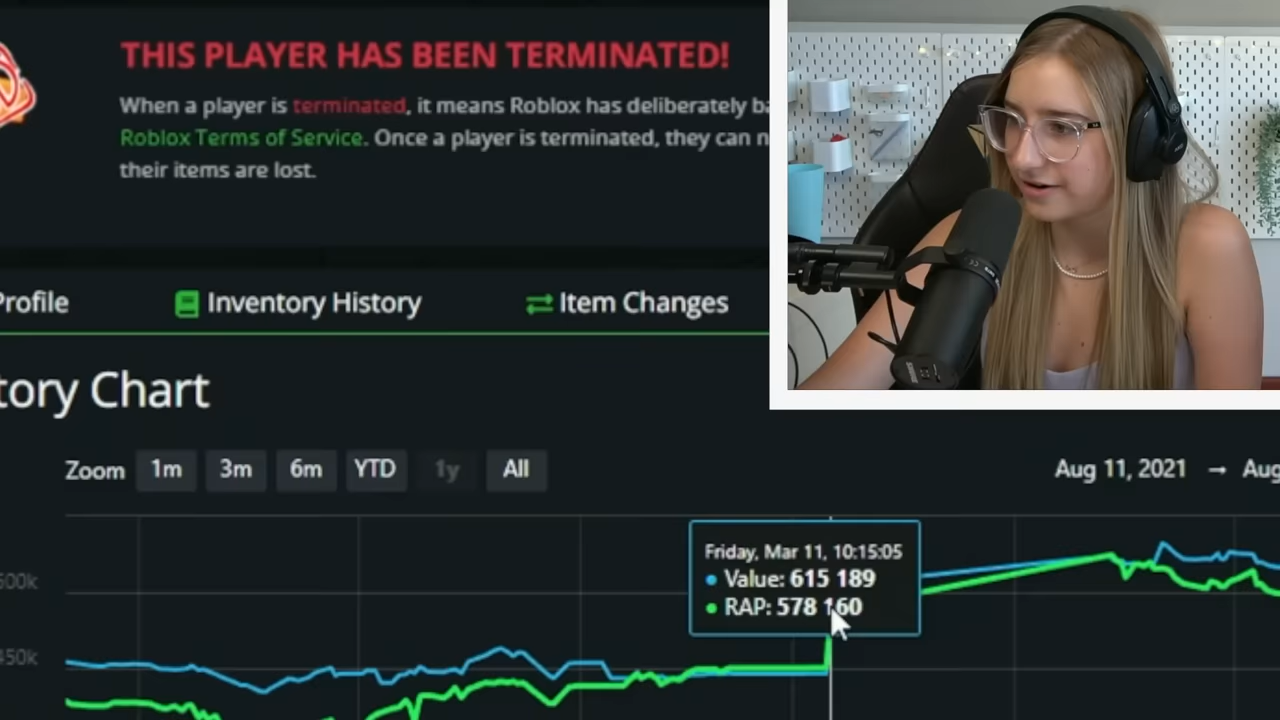 THIS PLAYER HAS BEEN TERMINATED!
When a player is terminated, it means Roblox has deliberately
Roblox Terms of Service. Once a player is terminated, they can
their items are lost.
Profile
Inventory History
Item Changes
tory Chart
Zoom
1m
3m
6m
YTD
1y
All
Aug 11, 2021 → Aug
Friday, Mar 11, 10:15:05
Value: 615 189
RAP: 578 160
450k